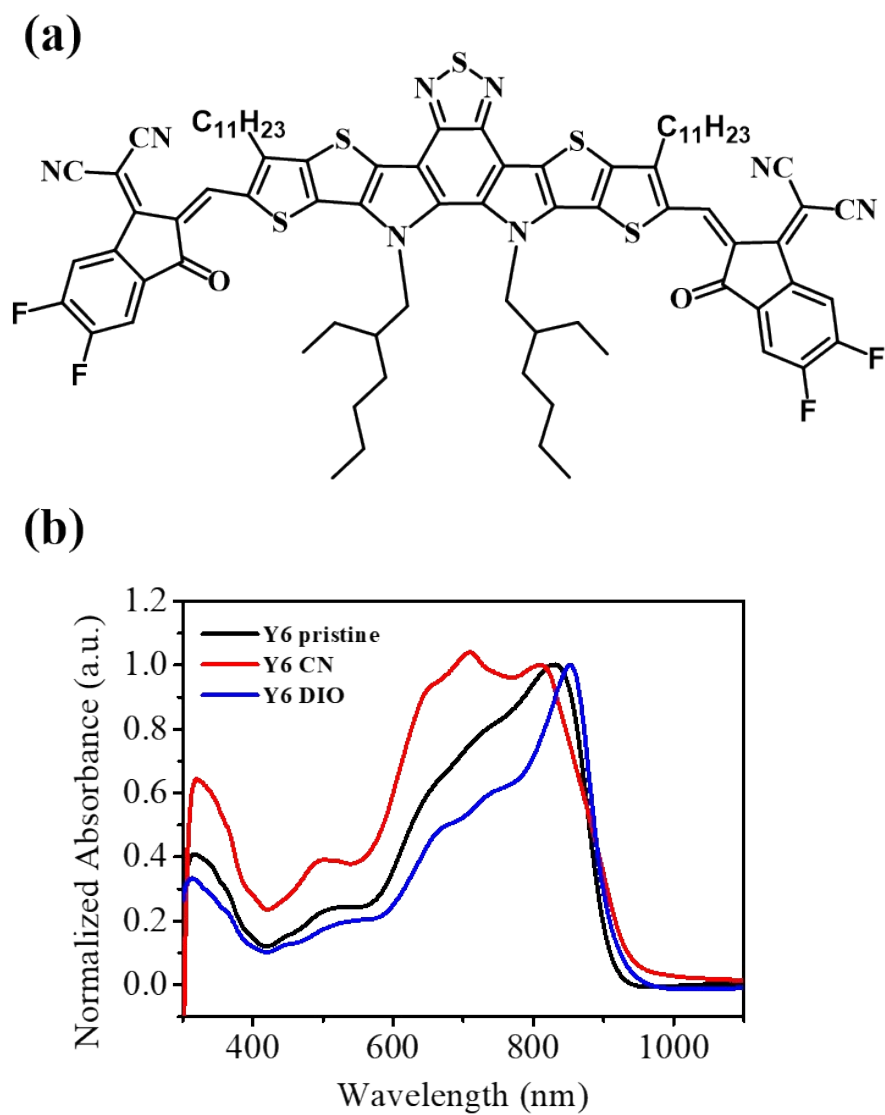 (a)
N S N
C11H23 S S C11H23
CN NC
NC CN
S N N S
O O
F F
F F
(b)
Normalized Absorbance (a.u.)
1.2
1.0
0.8
0.6
0.4
0.2
0.0
Y6 pristine
Y6 CN
Y6 DIO
400 600 800 1000
Wavelength (nm)